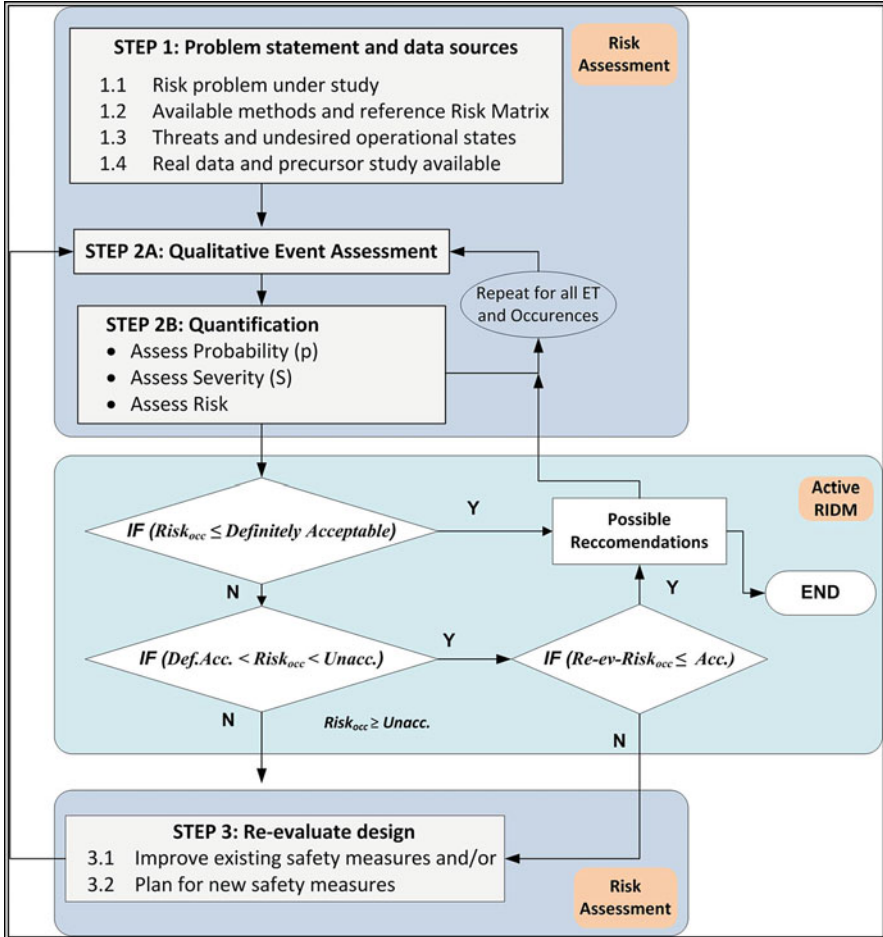 STEP 1: Problem statement and data sources
Risk
Assessment
1.1 Risk problem under study
1.2 Available methods and reference Risk Matrix
1.3 Threats and undesired operational states
1.4 Real data and precursor study available
STEP 2A: Qualitative Event Assessment
Repeat for all ET
and Occurences
STEP 2B: Quantification
• Assess Probability (p)
• Assess Severity (S)
• Assess Risk
Active
RIDM
Y
Possible
Reccomendations
IF (Riskocc ≤ Definitely Acceptable)
N
Y
END
Y
IF (Def.Acc. < Riskocc < Unacc.)
IF (Re-ev-Riskocc ≤ Acc.)
N
Riskocc ≥ Unacc.
N
STEP 3: Re-evaluate design
3.1 Improve existing safety measures and/or
3.2 Plan for new safety measures
Risk
Assessment